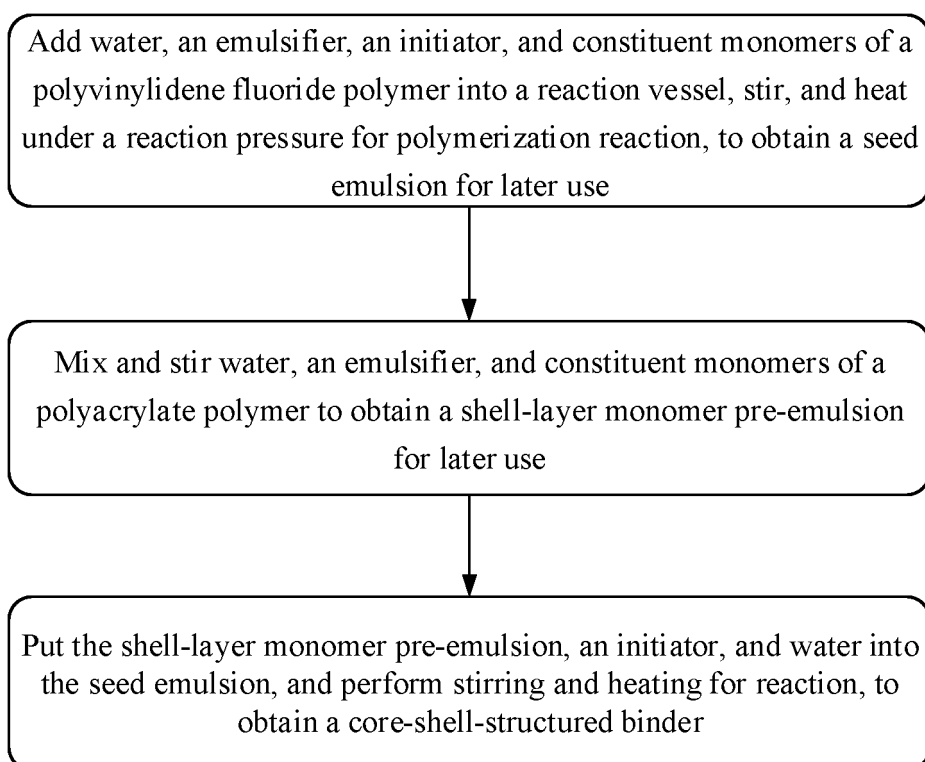 Add water, an emulsifier, an initiator, and constituent monomers of a
polyvinylidene fluoride polymer into a reaction vessel, stir, and heat
under a reaction pressure for polymerization reaction, to obtain a seed
emulsion for later use
Mix and stir water, an emulsifier, and constituent monomers of a
polyacrylate polymer to obtain a shell-layer monomer pre-emulsion
for later use
Put the shell-layer monomer pre-emulsion, an initiator, and water into
the seed emulsion, and perform stirring and heating for reaction, to
obtain a core-shell-structured binder